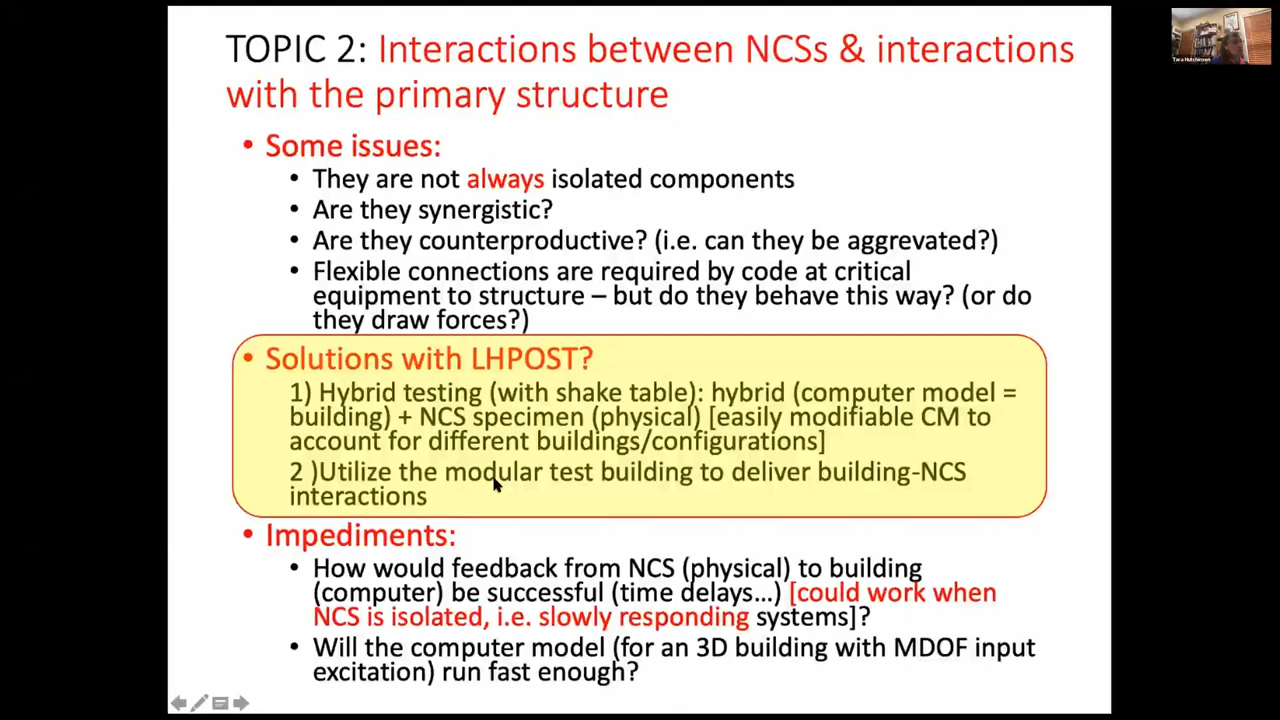 TOPIC 2: Interactions between NCSs & interactions
with the primary structure
• Some issues:
• They are not always isolated components
• Are they synergistic?
• Are they counterproductive? (i.e. can they be aggrevated?)
• Flexible connections are required by code at critical
equipment to structure – but do they behave this way? (or do
they draw forces?)
• Solutions with LHPOST?
1) Hybrid testing (with shake table): hybrid (computer model =
building) + NCS specimen (physical) [easily modifiable CM to
account for different buildings/configurations]
2 )Utilize the modular test building to deliver building-NCS
interactions
• Impediments:
• How would feedback from NCS (physical) to building
(computer) be successful (time delays...) [could work when
NCS is isolated, i.e. slowly responding systems]?
• Will the computer model (for an 3D building with MDOF input
excitation) run fast enough?
Tara Hutchinson